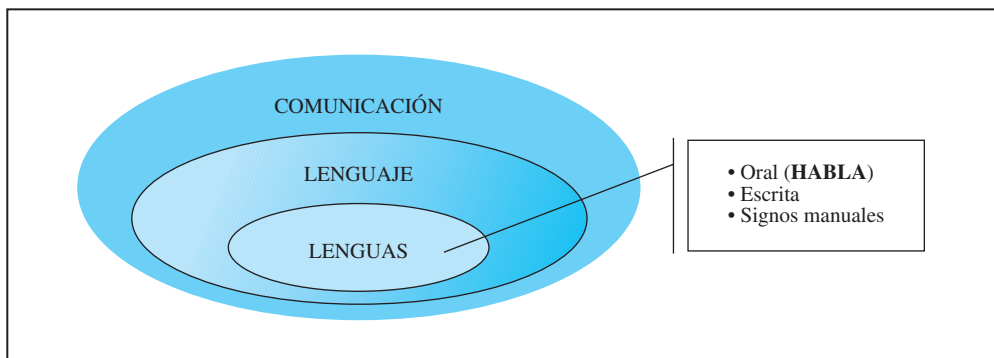 COMUNICACIÓN
LENGUAJE
LENGUAS
• Oral (HABLA)
• Escrita
• Signos manuales